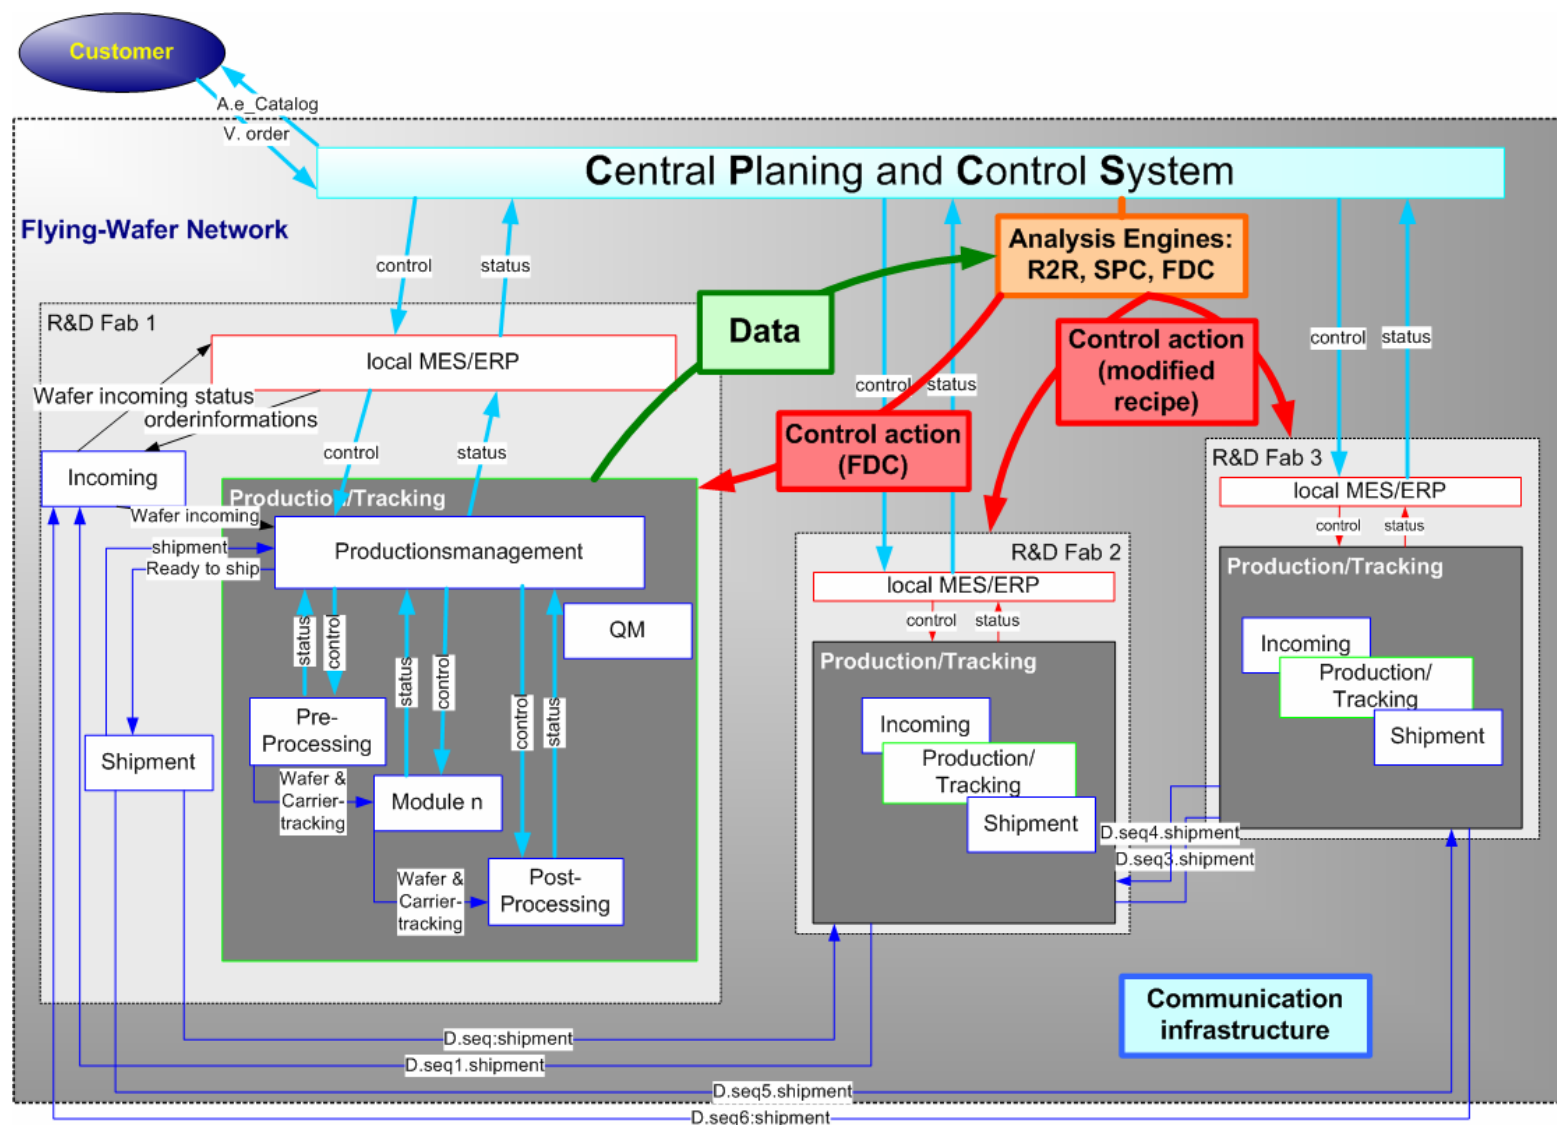 Customer
A.e_Catalog
V. order
Central Planing and Control System
Flying-Wafer Network
control
status
Analysis Engines:
R2R, SPC, FDC
R&D Fab 1
Data
control
status
Control action
(modified
recipe)
control
status
local MES/ERP
Wafer incoming status
orderinformations
control
status
Control action
(FDC)
R&D Fab 3
local MES/ERP
control
status
Incoming
Production/Tracking
Wafer incoming
shipment
Ready to ship
Productionsmanagement
R&D Fab 2
local MES/ERP
control
status
Production/Tracking
Incoming
Production/
Tracking
Shipment
status
control
status
control
control
status
QM
Production/Tracking
Incoming
Production/
Tracking
Shipment
Pre-
Processing
Shipment
Wafer &
Carrier-
tracking
Module n
Wafer &
Carrier-
tracking
Post-
Processing
D.seq4.shipment
D.seq3.shipment
Communication
infrastructure
D.seq:shipment
D.seq1.shipment
D.seq5.shipment
D.seq6:shipment